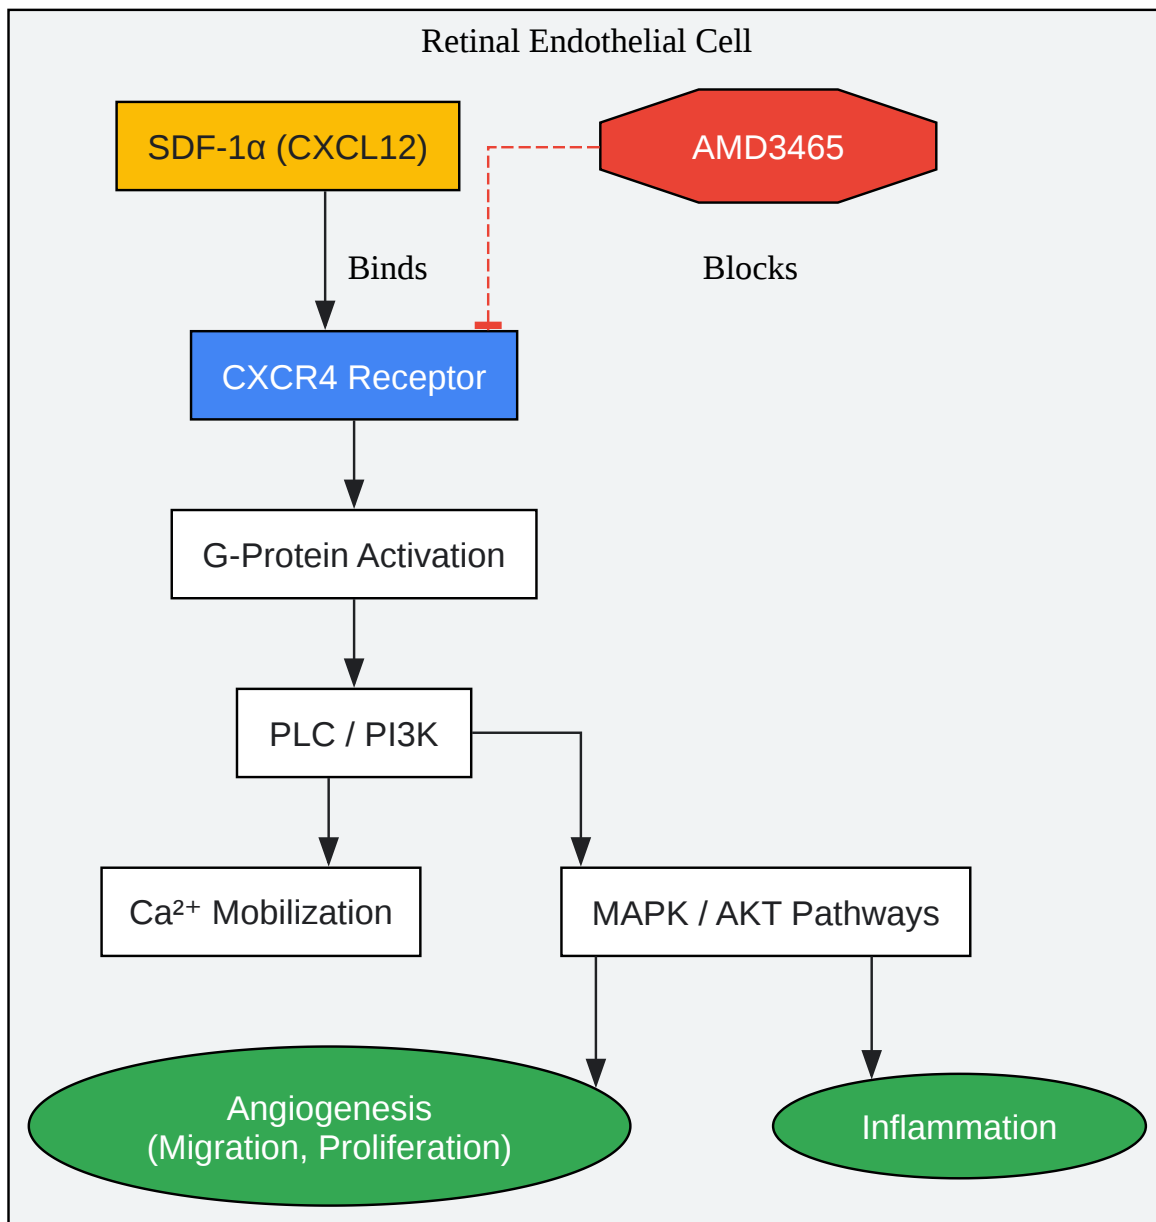 Retinal Endothelial Cell
SDF-1α (CXCL12)
AMD3465
Binds
Blocks
CXCR4 Receptor
G-Protein Activation
PLC / PI3K
Ca²⁺ Mobilization
MAPK / AKT Pathways
Angiogenesis
(Migration, Proliferation)
Inflammation